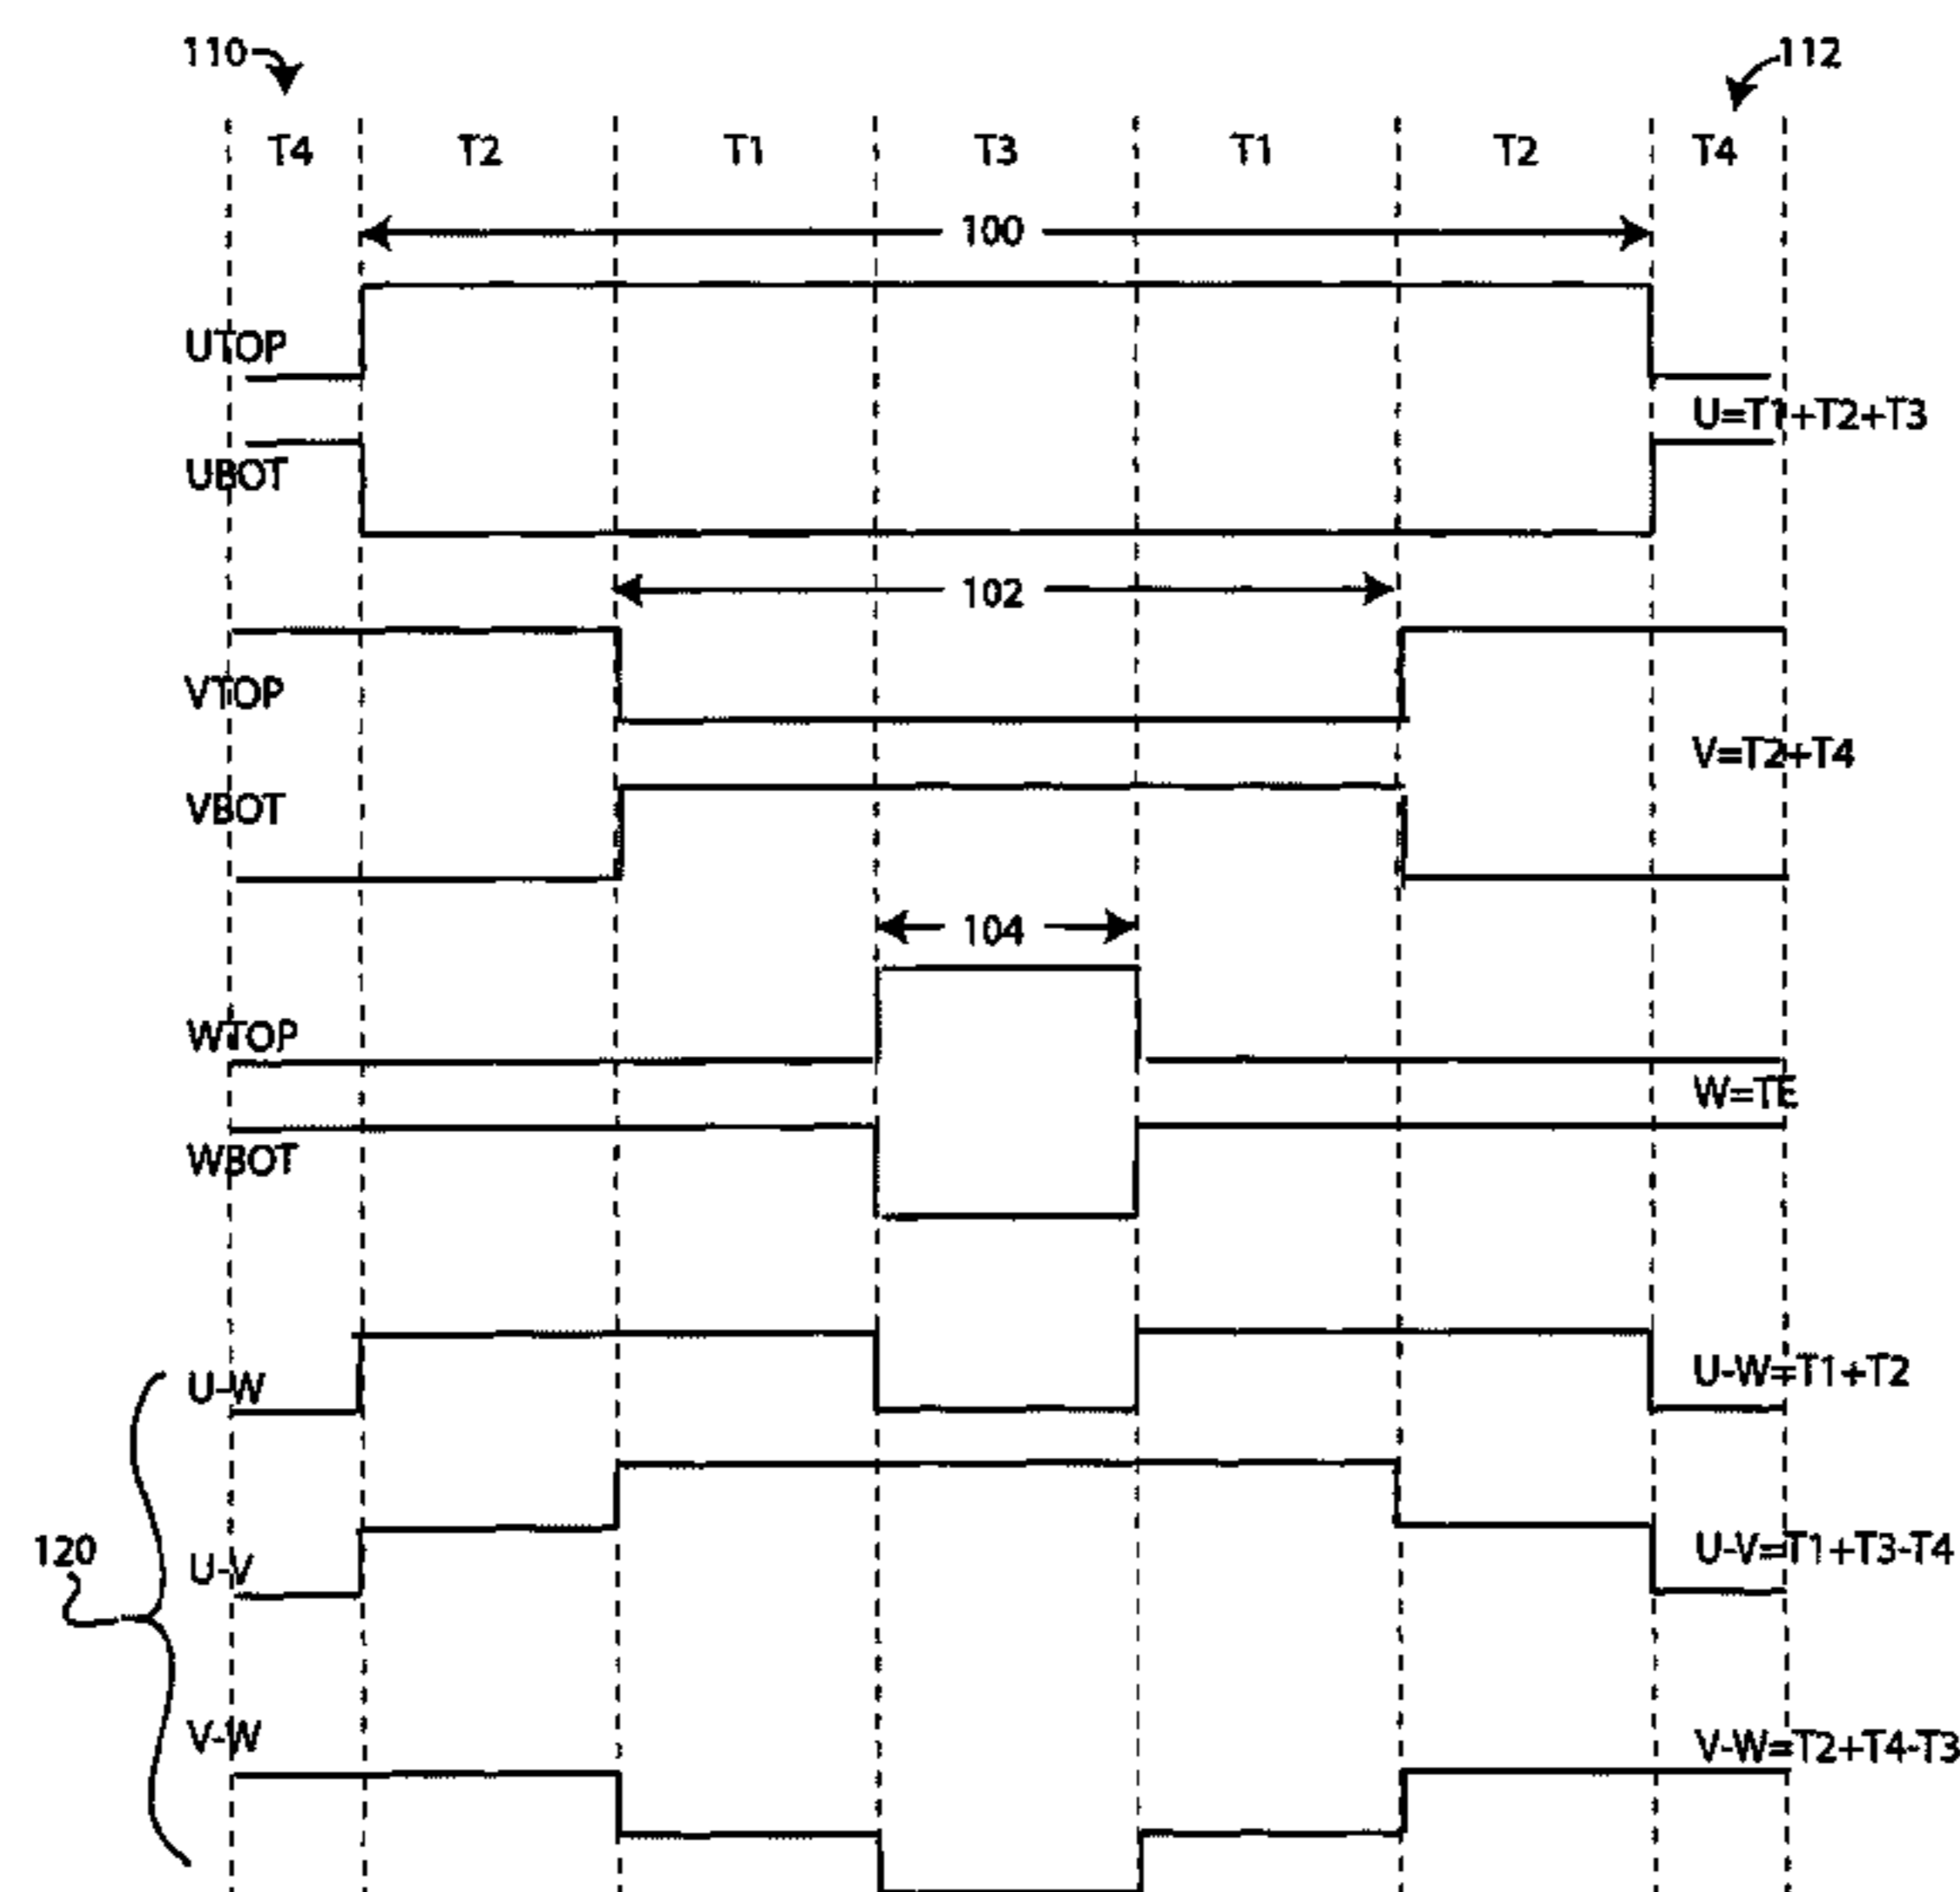 110
112
T4 T2 T1 T3 T1 T2 T4
100
UTOP
U=T1+T2+T3
UBOT
102
VTOP
V=T2+T4
VBOT
104
WTOP
W=TE
WBOT
U-W
U-W=T1+T2
120
U-V
U-V=T1+T3-T4
V-W
V-W=T2+T4-T3